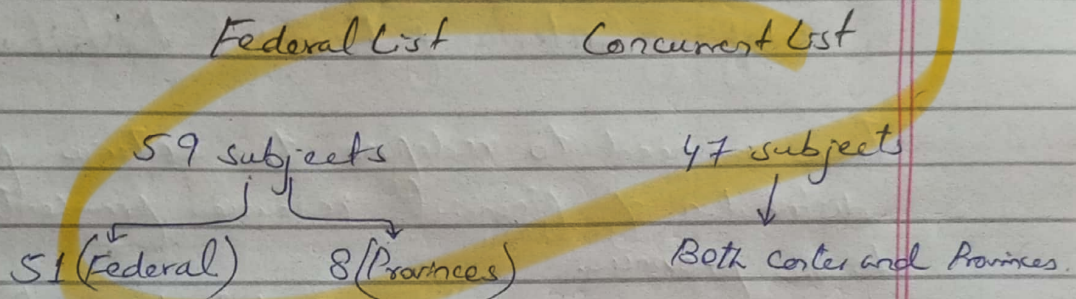 Federal List Concurrent List
59 subjects 47 subjects
51 (Federal) 8 (Provinces) Both center and Provinces.